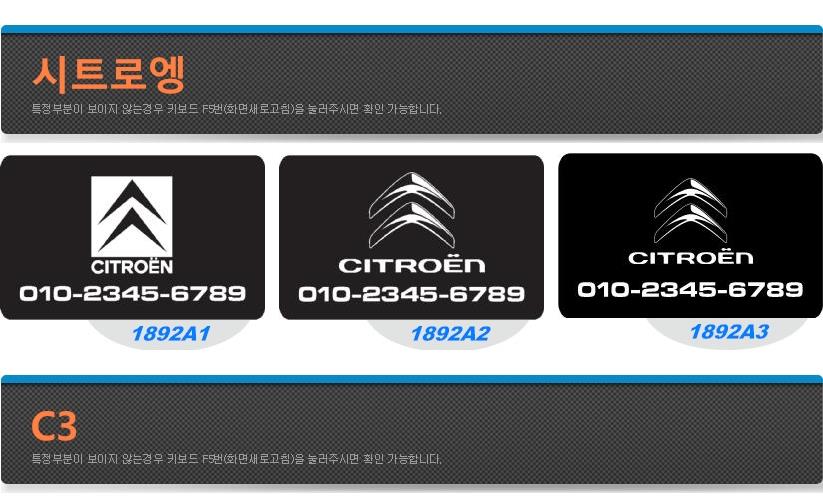 시트로엥
특정부분이 보이지 않는경우 키보드 F5번(화면새로고침)을 눌러주시면 확인 가능합니다.
CITROËN
010-2345-6789
1892A1
CITROËN
010-2345-6789
1892A2
CITROËN
010-2345-6789
1892A3
C3
특정부분이 보이지 않는경우 키보드 F5번(화면새로고침)을 눌러주시면 확인 가능합니다.